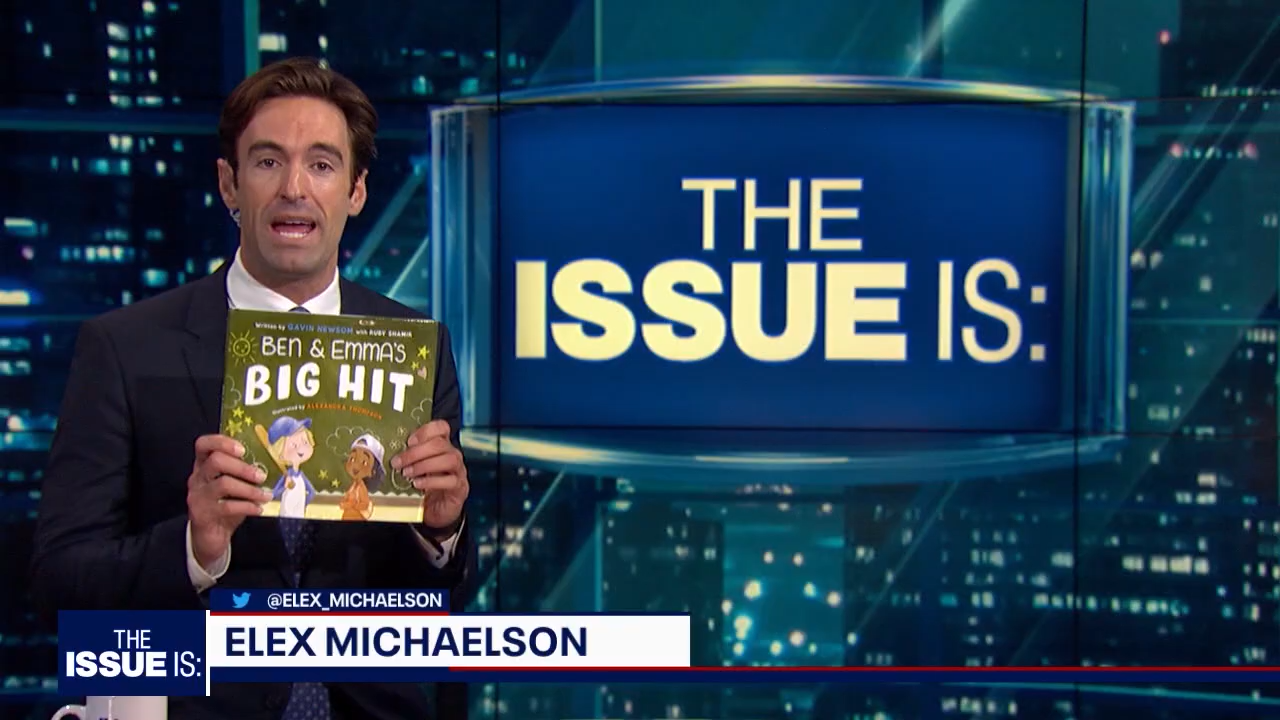 Written by GAVIN NEWSOM with RUBY SHAMIR
BEN & EMMA'S
BIG HIT
Illustrated by ALEXANDRA THOMPSON
THE
ISSUE IS:
@ELEX_MICHAELSON
THE
ISSUE IS:
ELEX MICHAELSON